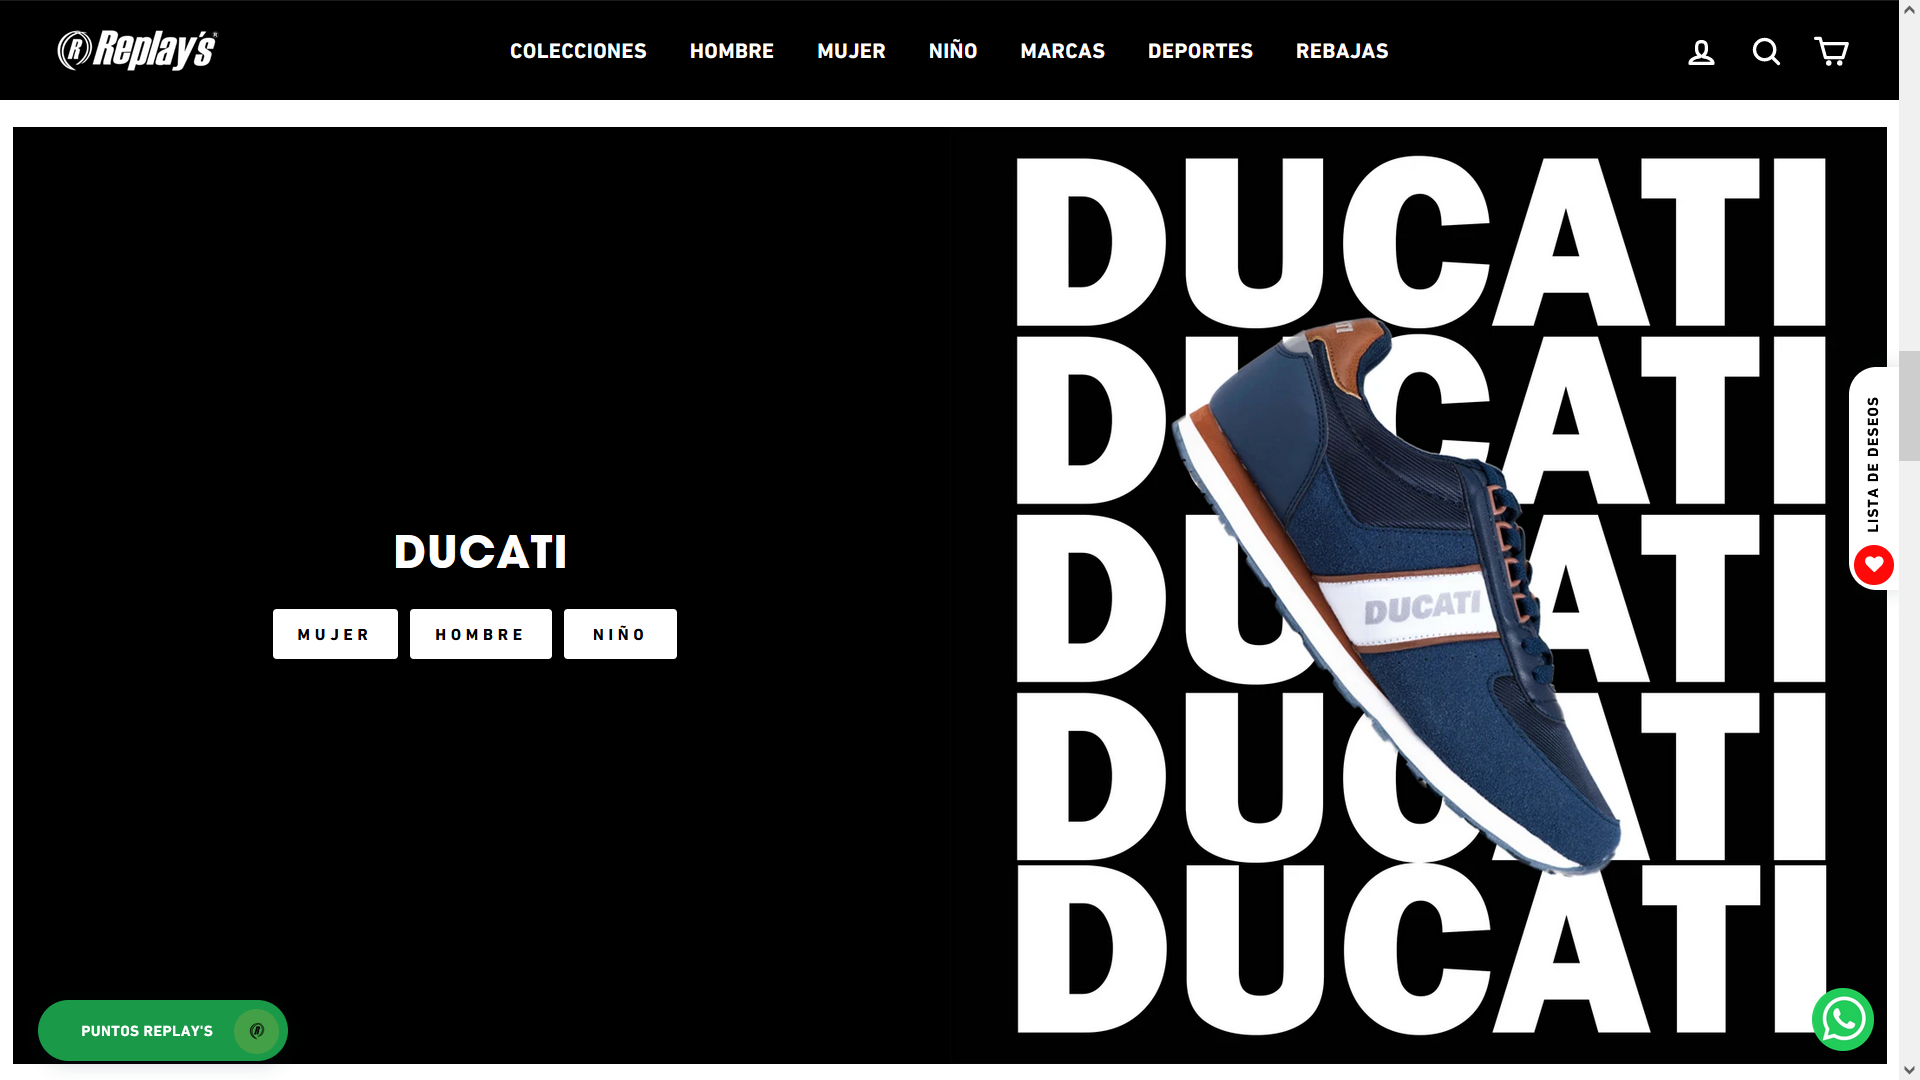 Replay's
COLECCIONES HOMBRE MUJER NIÑO MARCAS DEPORTES REBAJAS
DUCATI
DUCATI
DUCATI
DUCATI
DUCATI
DUCATI
DUCATI
MUJER HOMBRE NIÑO
LISTA DE DESEOS
PUNTOS REPLAY'S